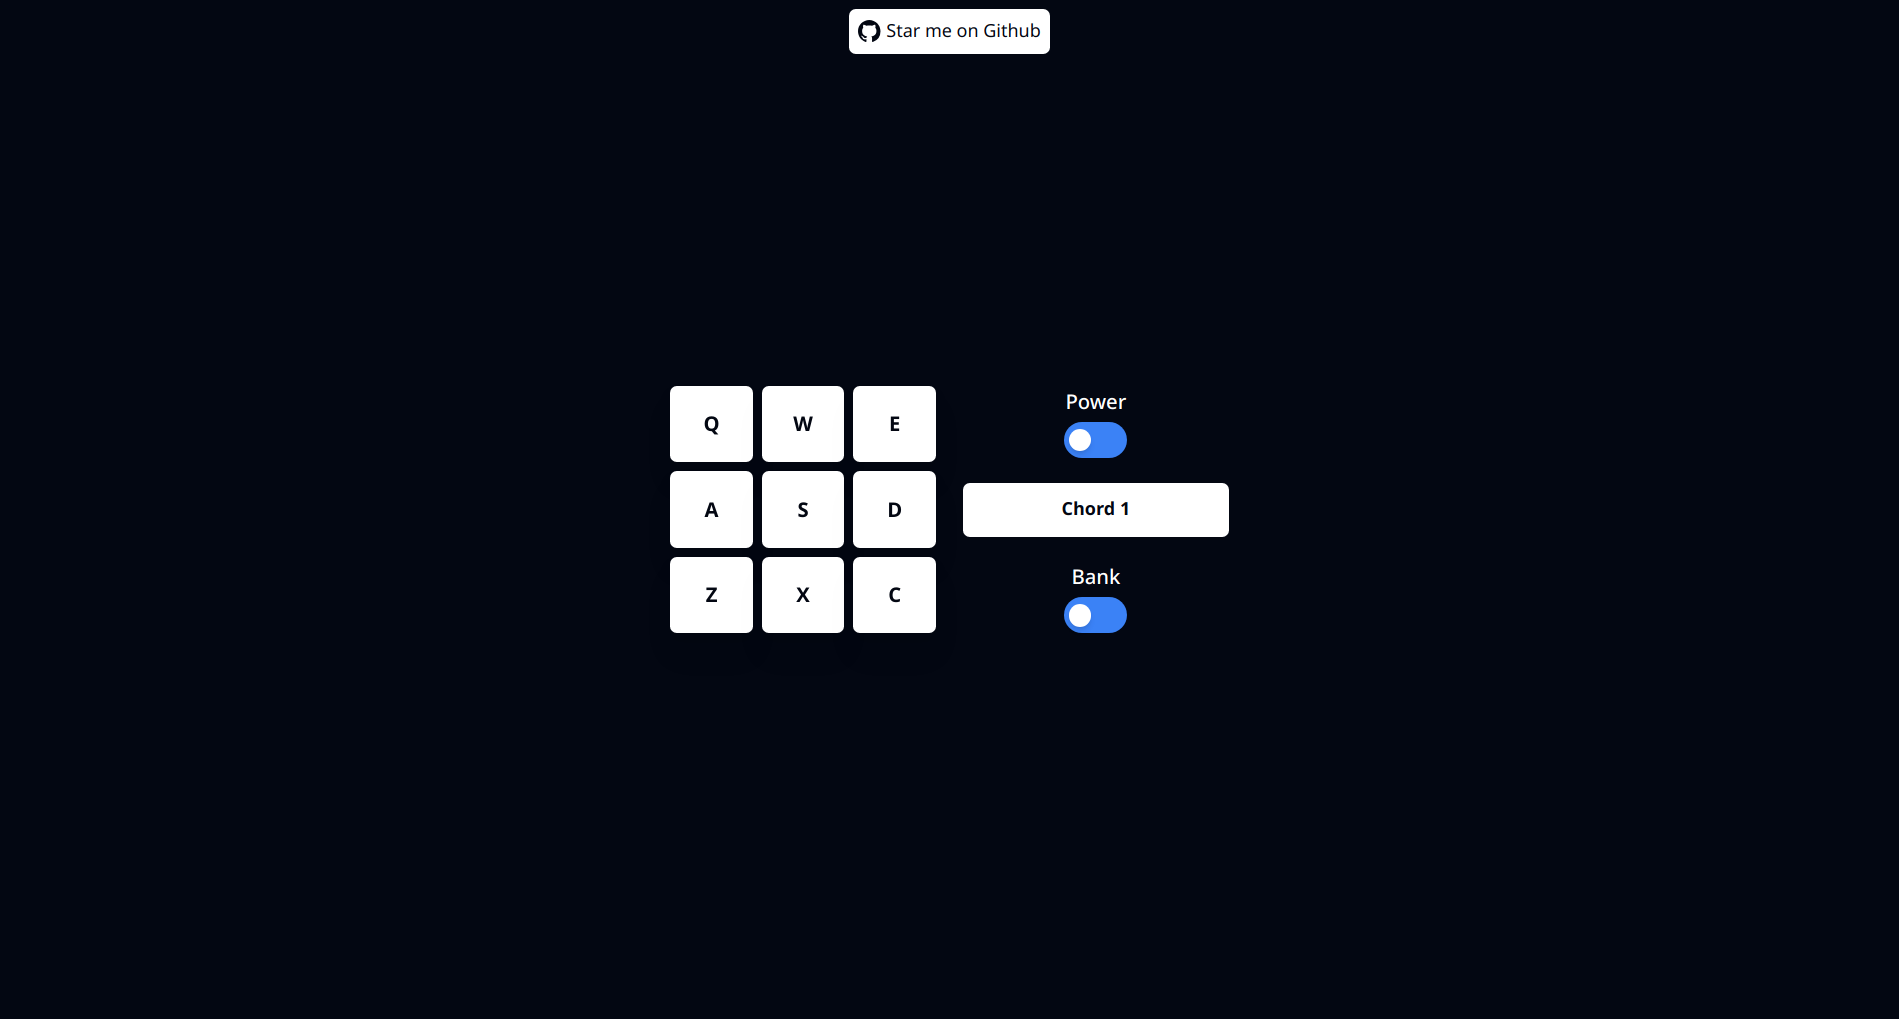 Star me on Github
Q W E
A S D
Z X C
Power
Chord 1
Bank